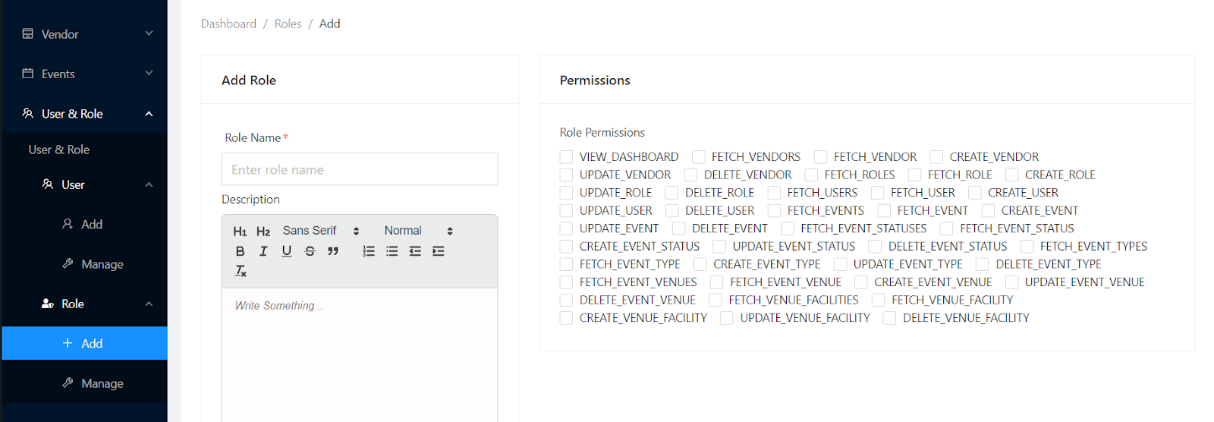 Vendor
Events
User & Role
User & Role
User
Add
Manage
Role
Add
Manage
Dashboard / Roles / Add
Add Role
Role Name*
Enter role name
Description
H1 H2 Sans Serif Normal
B I U S ”
Tx
Write Something...
Permissions
Role Permissions
VIEW_DASHBOARD FETCH_VENDORS FETCH_VENDOR CREATE_VENDOR
UPDATE_VENDOR DELETE_VENDOR FETCH_ROLES FETCH_ROLE CREATE_ROLE
UPDATE_ROLE DELETE_ROLE FETCH_USERS FETCH_USER CREATE_USER
UPDATE_USER DELETE_USER FETCH_EVENTS FETCH_EVENT CREATE_EVENT
UPDATE_EVENT DELETE_EVENT FETCH_EVENT_STATUSES FETCH_EVENT_STATUS
CREATE_EVENT_STATUS UPDATE_EVENT_STATUS DELETE_EVENT_STATUS FETCH_EVENT_TYPES
FETCH_EVENT_TYPE CREATE_EVENT_TYPE UPDATE_EVENT_TYPE DELETE_EVENT_TYPE
FETCH_EVENT_VENUES FETCH_EVENT_VENUE CREATE_EVENT_VENUE UPDATE_EVENT_VENUE
DELETE_EVENT_VENUE FETCH_VENUE_FACILITIES FETCH_VENUE_FACILITY
CREATE_VENUE_FACILITY UPDATE_VENUE_FACILITY DELETE_VENUE_FACILITY